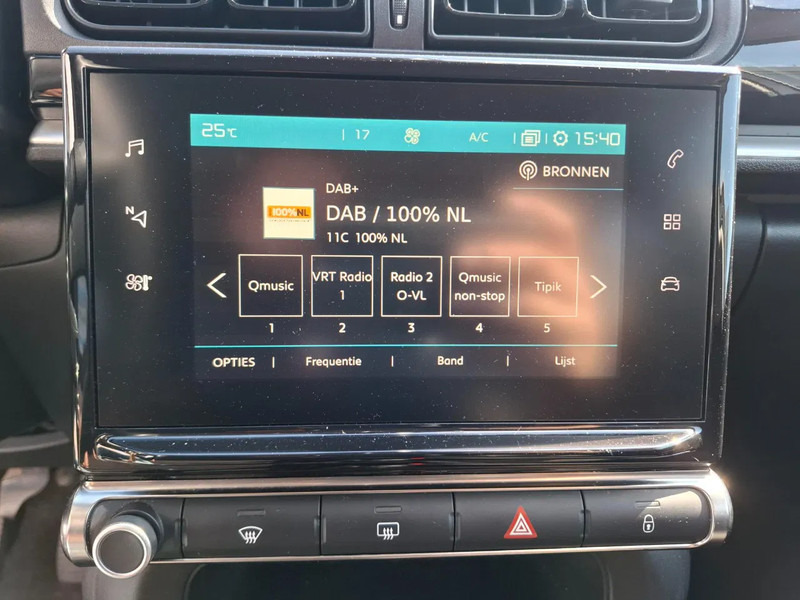 25°C | 17 A/C | | 15:40
BRONNEN
DAB+
100%NL
DAB / 100% NL
11C 100% NL
Qmusic
VRT Radio
1
Radio 2
O-VL
Qmusic
non-stop
Tipik
1 2 3 4 5
OPTIES | Frequentie | Band | Lijst
N